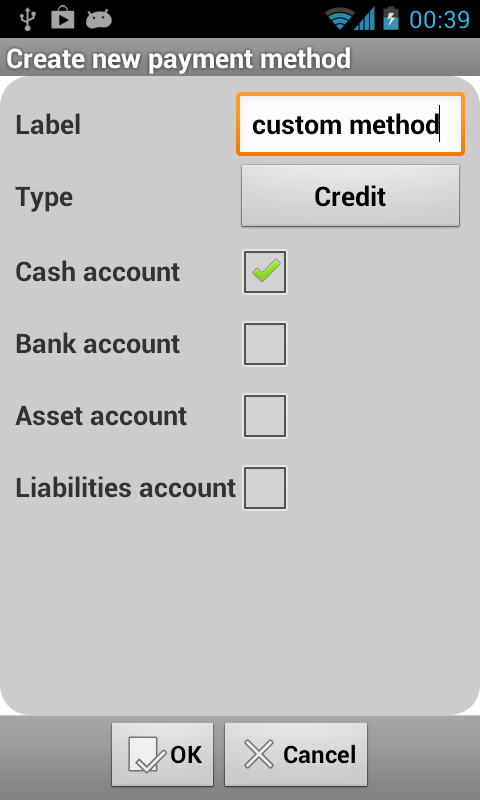 00:39
Create new payment method
Label custom method
Type Credit
Cash account
Bank account
Asset account
Liabilities account
OK Cancel